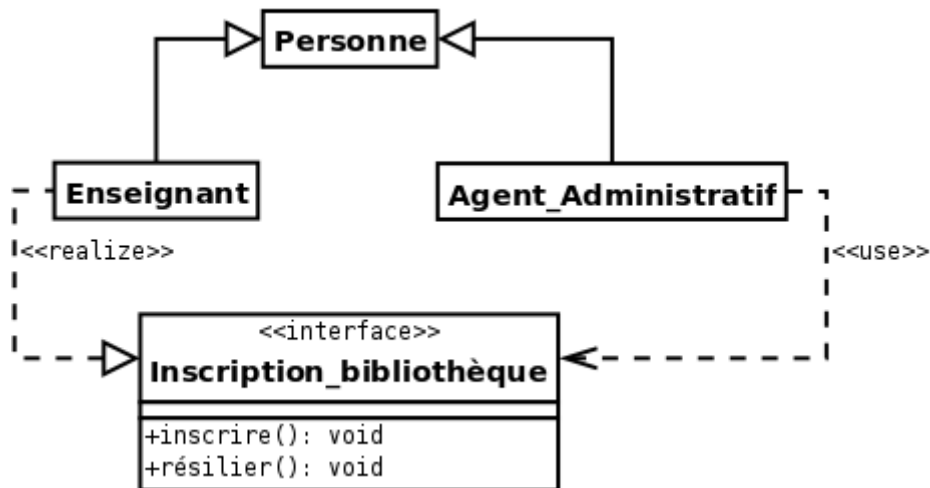 Personne
Enseignant
Agent_Administratif
<<realize>>
<<use>>
<<interface>>
Inscription_bibliothèque
+inscrire(): void
+résilier(): void